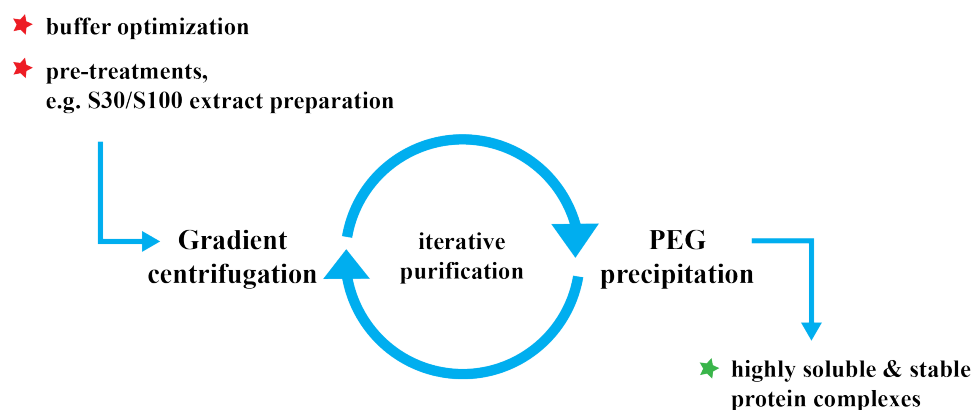 buffer optimization
pre-treatments,
e.g. S30/S100 extract preparation
Gradient
centrifugation
iterative
purification
PEG
precipitation
highly soluble & stable
protein complexes